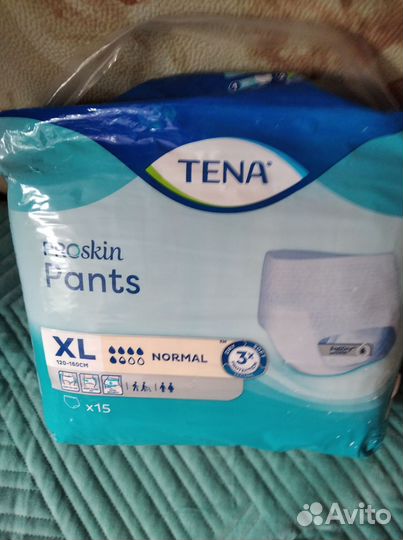 TENA
PROskin
Pants
XL
120-160CM
NORMAL
3x
x15
Avito